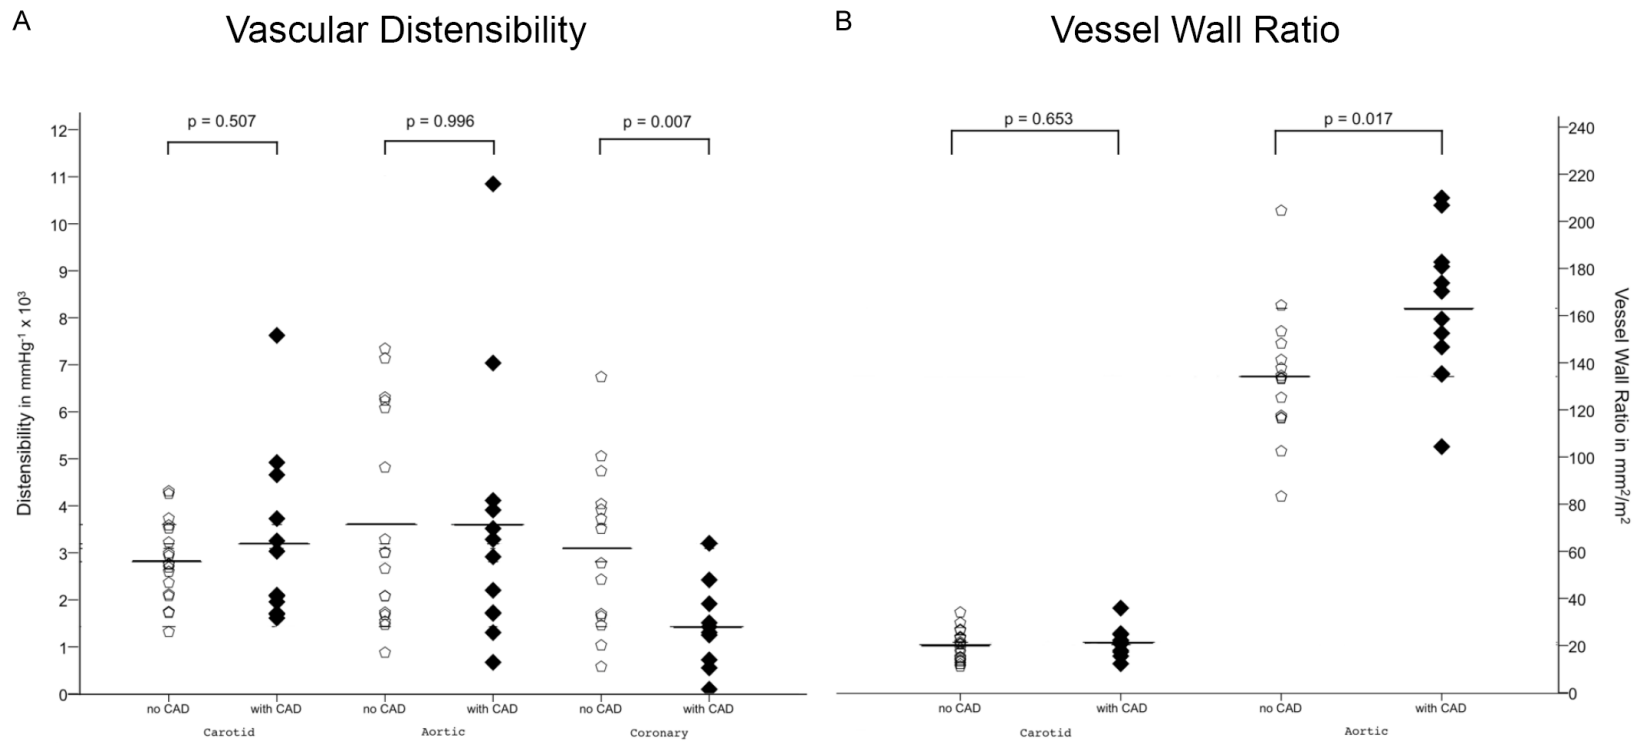 A
Vascular Distensibility
p = 0.507
p = 0.996
p = 0.007
12
11
10
9
8
7
6
5
4
3
2
1
0
Distensibility in mmHg⁻¹ x 10³
no CAD
with CAD
no CAD
with CAD
no CAD
with CAD
Carotid
Aortic
Coronary
B
Vessel Wall Ratio
p = 0.653
p = 0.017
240
220
200
180
160
140
120
100
80
60
40
20
0
Vessel Wall Ratio in mm²/m²
no CAD
with CAD
no CAD
with CAD
Carotid
Aortic